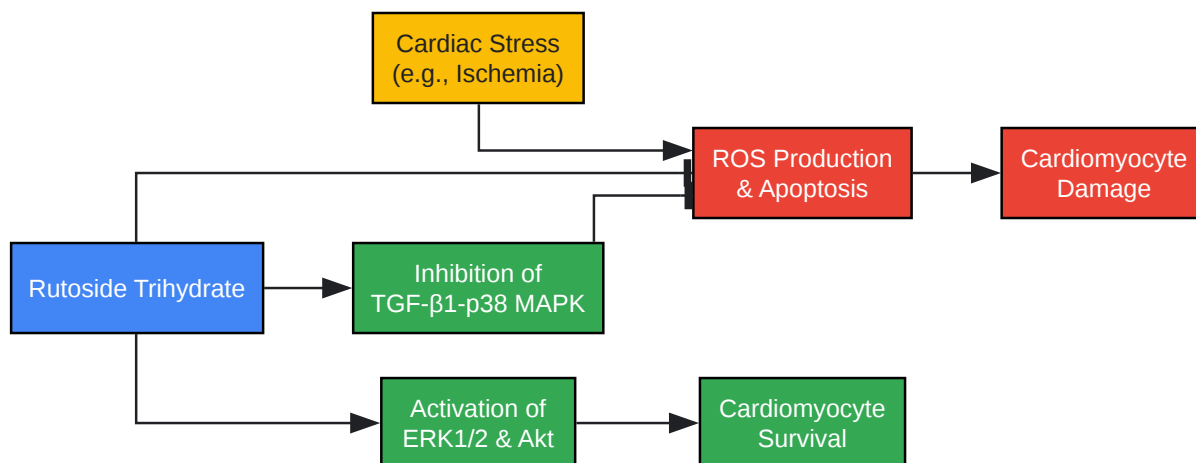 Cardiac Stress
(e.g., Ischemia)
ROS Production
& Apoptosis
Cardiomyocyte
Damage
Rutoside Trihydrate
Inhibition of
TGF-β1-p38 MAPK
Activation of
ERK1/2 & Akt
Cardiomyocyte
Survival